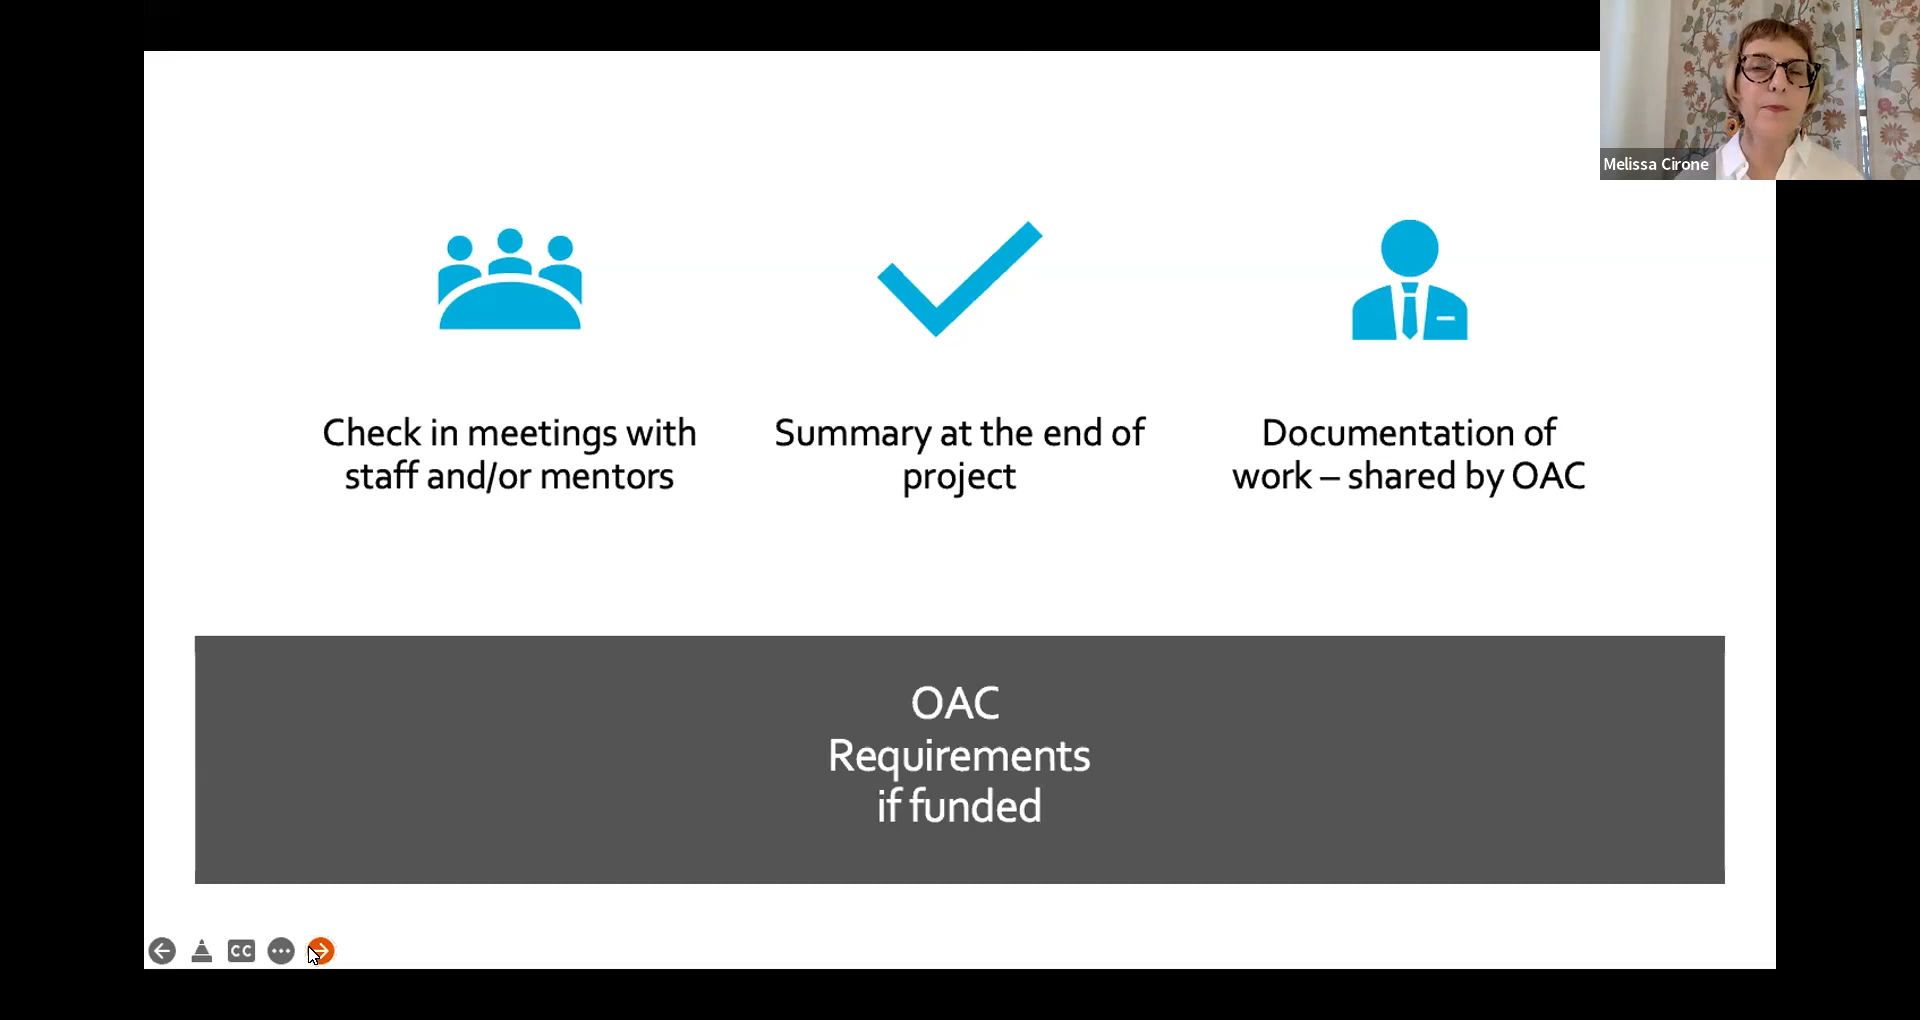 Melissa Cirone
Check in meetings with
staff and/or mentors
Summary at the end of
project
Documentation of
work – shared by OAC
OAC
Requirements
if funded
CC